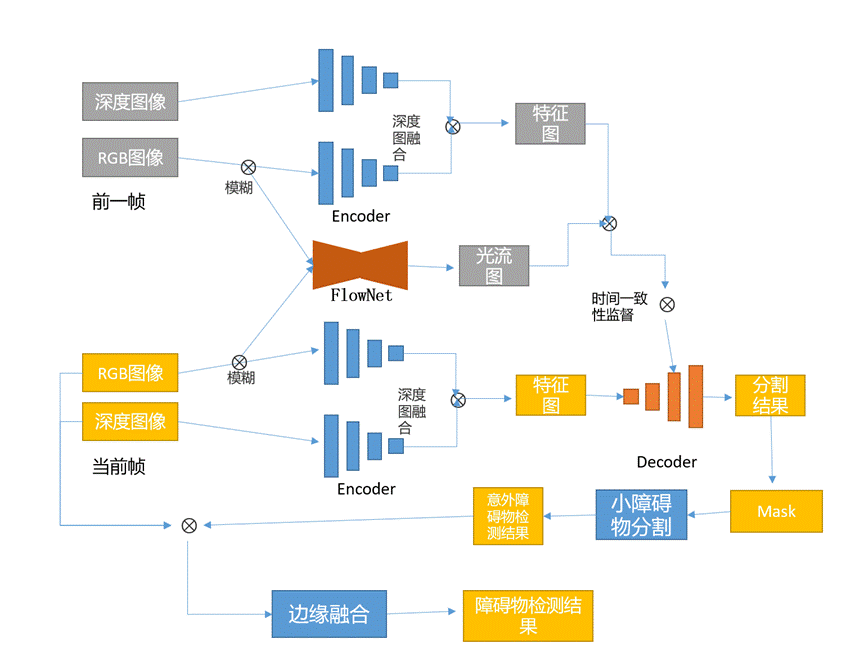 深度图像
RGB图像
前一帧
模糊
深度
图融
合
Encoder
特征
图
FlowNet
光流
图
时间一致
性监督
RGB图像
模糊
深度图像
当前帧
深度
图融
合
Encoder
特征
图
Decoder
分割
结果
Mask
小障碍
物分割
意外障
碍物检
测结果
边缘融合
障碍物检测结
果